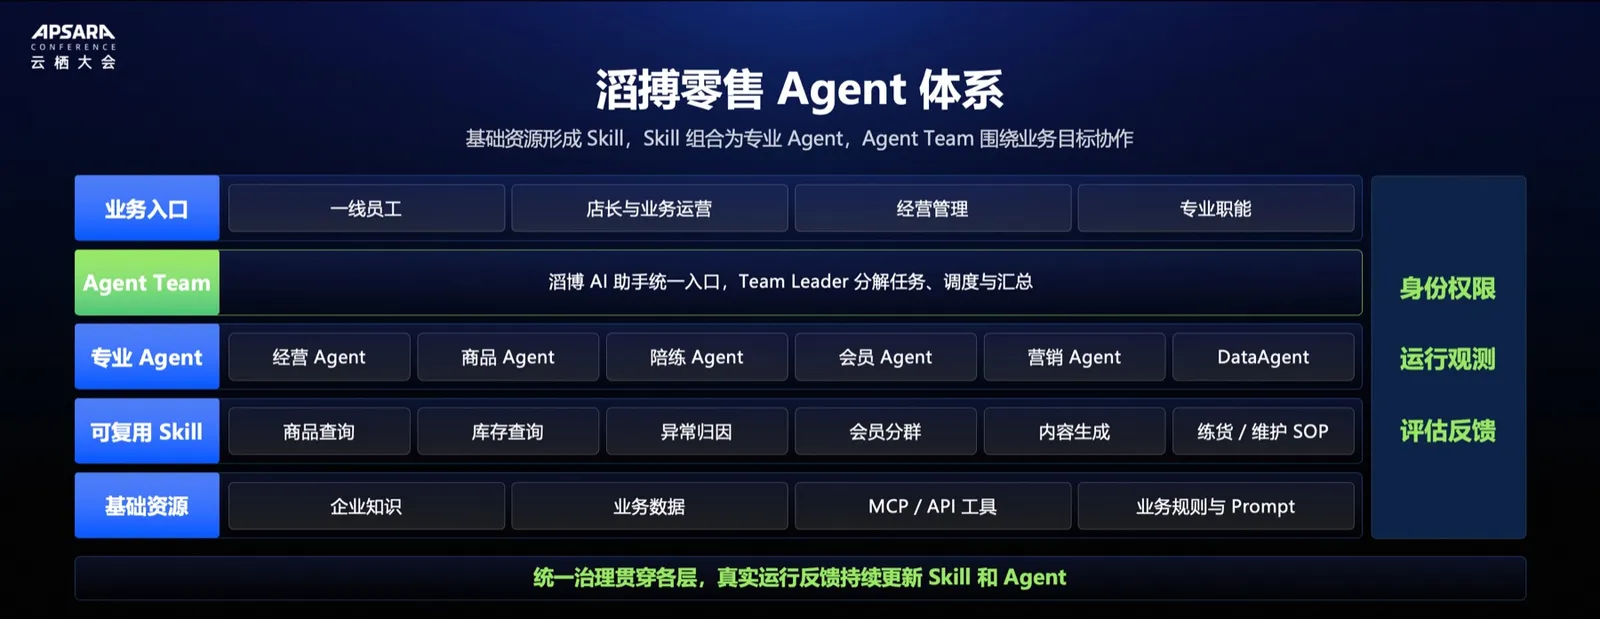 APSARA
CONFERENCE
云栖大会
滔搏零售 Agent 体系
基础资源形成 Skill，Skill 组合为专业 Agent，Agent Team 围绕业务目标协作
业务入口
一线员工
店长与业务运营
经营管理
专业职能
Agent Team
滔搏 AI 助手统一入口，Team Leader 分解任务、调度与汇总
专业 Agent
经营 Agent
商品 Agent
陪练 Agent
会员 Agent
营销 Agent
DataAgent
可复用 Skill
商品查询
库存查询
异常归因
会员分群
内容生成
练货 / 维护 SOP
基础资源
企业知识
业务数据
MCP / API 工具
业务规则与 Prompt
身份权限
运行观测
评估反馈
统一治理贯穿各层，真实运行反馈持续更新 Skill 和 Agent